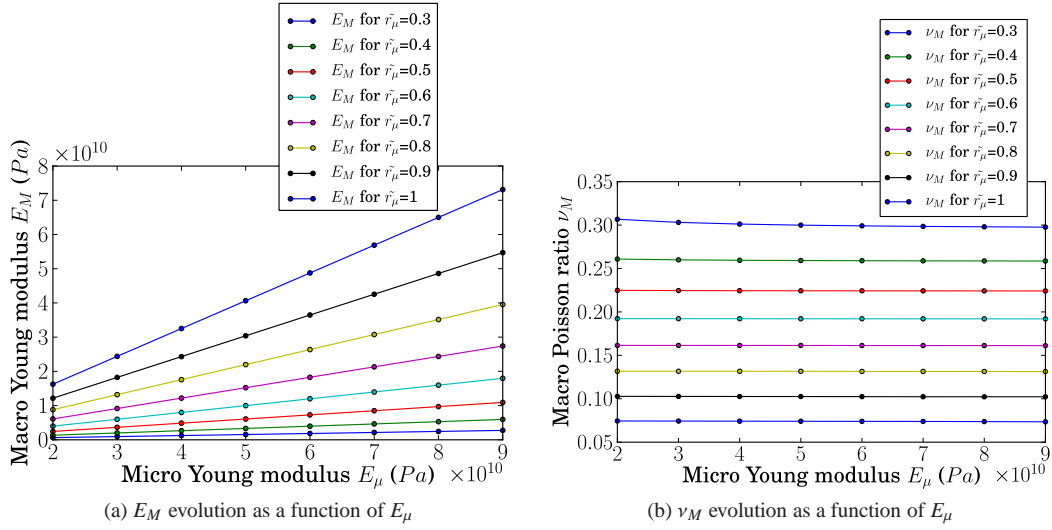 E_M for r̃_μ=0.3
E_M for r̃_μ=0.4
E_M for r̃_μ=0.5
E_M for r̃_μ=0.6
E_M for r̃_μ=0.7
E_M for r̃_μ=0.8
E_M for r̃_μ=0.9
E_M for r̃_μ=1
Macro Young modulus E_M (Pa)
×10^10
8
7
6
5
4
3
2
1
0
2 3 4 5 6 7 8 9
Micro Young modulus E_μ (Pa) ×10^10
(a) E_M evolution as a function of E_μ
ν_M for r̃_μ=0.3
ν_M for r̃_μ=0.4
ν_M for r̃_μ=0.5
ν_M for r̃_μ=0.6
ν_M for r̃_μ=0.7
ν_M for r̃_μ=0.8
ν_M for r̃_μ=0.9
ν_M for r̃_μ=1
Macro Poisson ratio ν_M
0.35
0.30
0.25
0.20
0.15
0.10
0.05
2 3 4 5 6 7 8 9
Micro Young modulus E_μ (Pa) ×10^10
(b) ν_M evolution as a function of E_μ